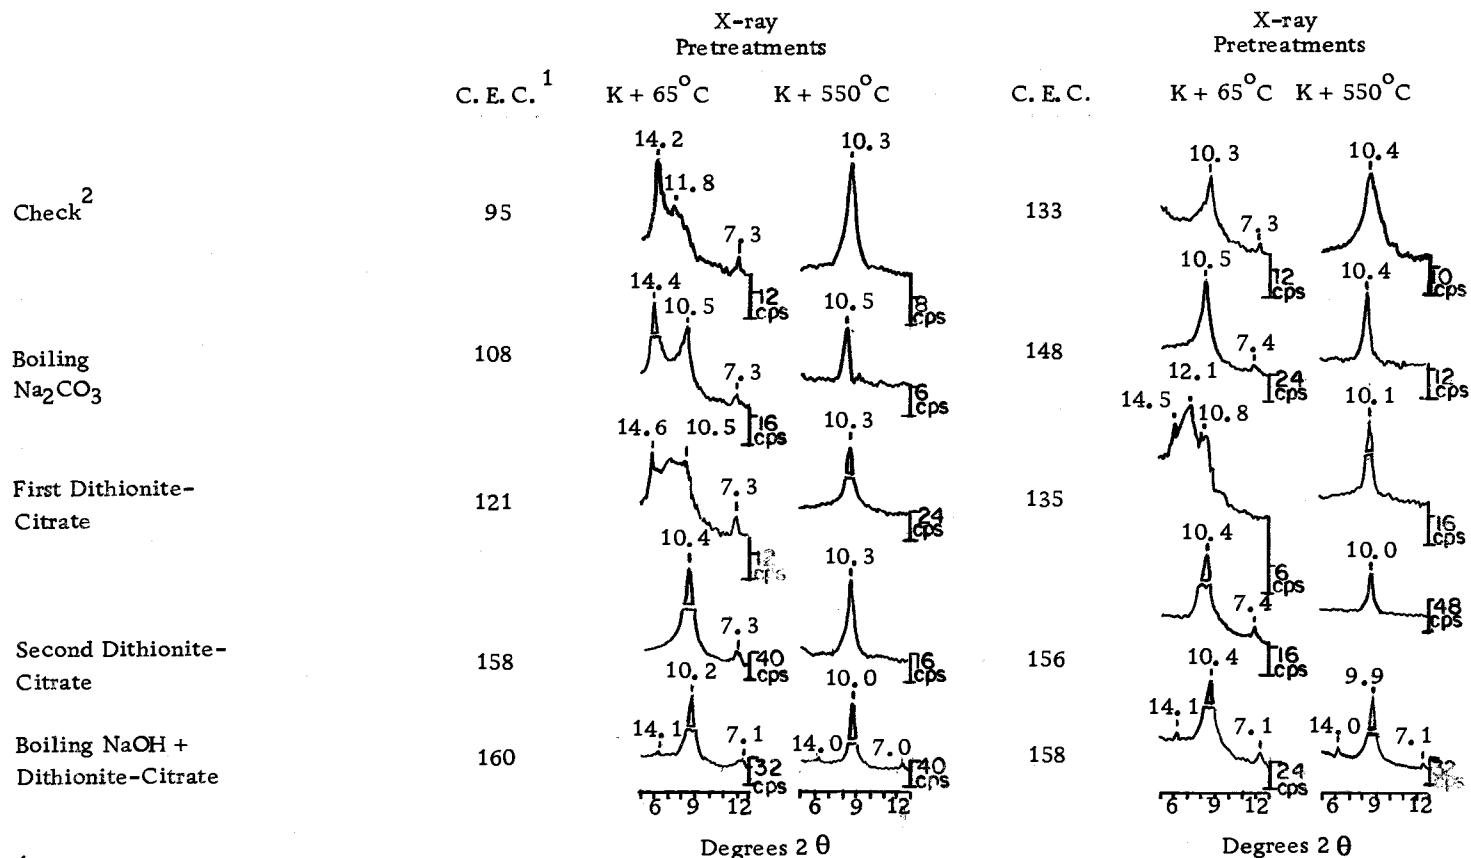 X-ray Pretreatments
X-ray Pretreatments
C. E. C. 1
K + 65°C
K + 550°C
C. E. C.
K + 65°C
K + 550°C
Check2
95
14.2
11.8
7.3
12 cps
10.3
8 cps
133
10.3
7.3
12 cps
10.4
10 cps
Boiling
Na2CO3
108
14.4
10.5
7.3
16 cps
10.5
6 cps
148
10.5
7.4
24 cps
10.4
12 cps
First Dithionite-
Citrate
121
14.6
10.5
7.3
10.3
24 cps
135
14.5
12.1
10.8
6 cps
10.1
16 cps
Second Dithionite-
Citrate
158
10.4
7.3
40 cps
10.3
16 cps
156
10.4
7.4
16 cps
10.0
48 cps
Boiling NaOH +
Dithionite-Citrate
160
14.1
10.2
7.1
32 cps
14.0
10.0
7.0
40 cps
158
14.1
10.4
7.1
24 cps
14.0
9.9
7.1
6 9 12
6 9 12
6 9 12
6 9 12
Degrees 2 θ
Degrees 2 θ